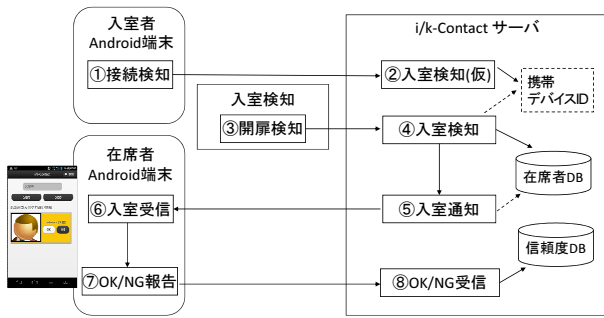 入室者
Android端末
①接続検知
i/k-Contact サーバ
②入室検知(仮)
携帯
デバイスID
入室検知
③開扉検知
④入室検知
在席者DB
在席者
Android端末
i/k-Contact
⑥入室受信
⑤入室通知
信頼度DB
⑦OK/NG報告
⑧OK/NG受信